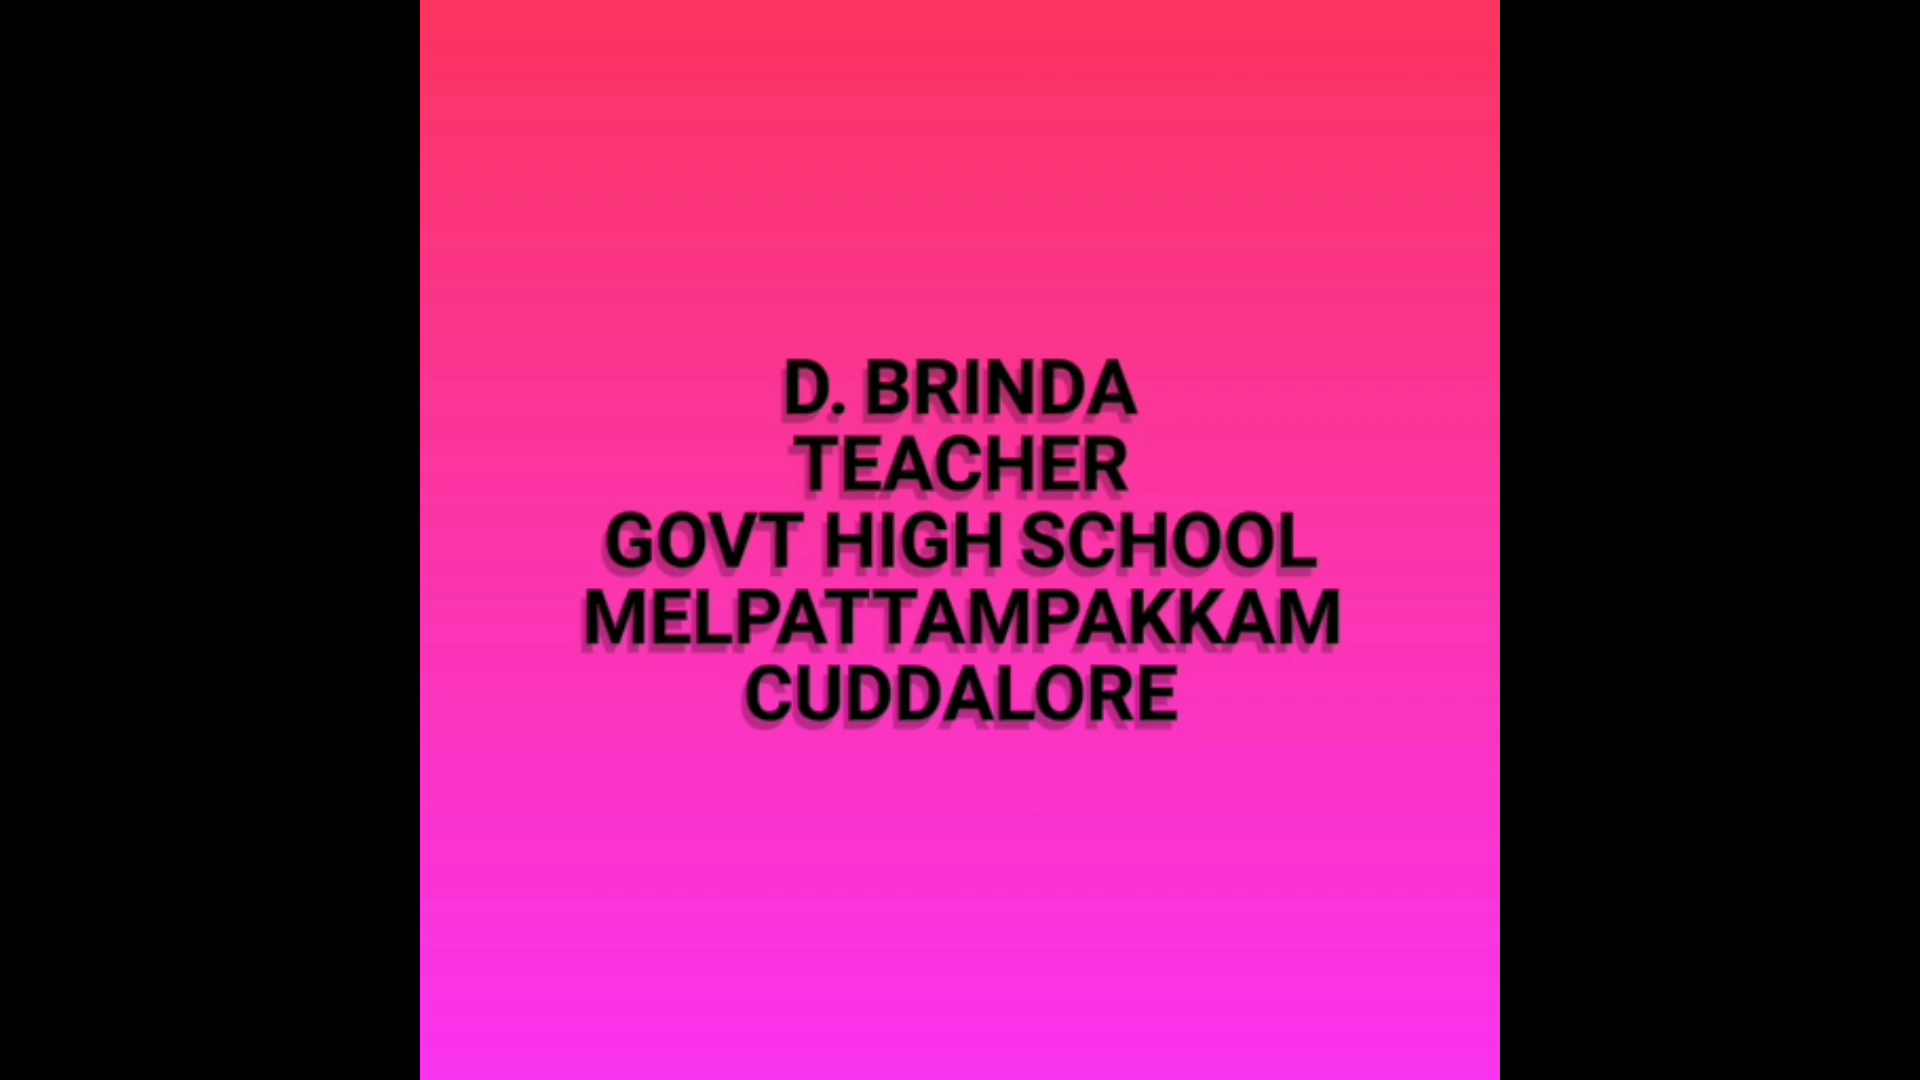 D. BRINDA
TEACHER
GOVT HIGH SCHOOL
MELPATTAMPAKKAM
CUDDALORE